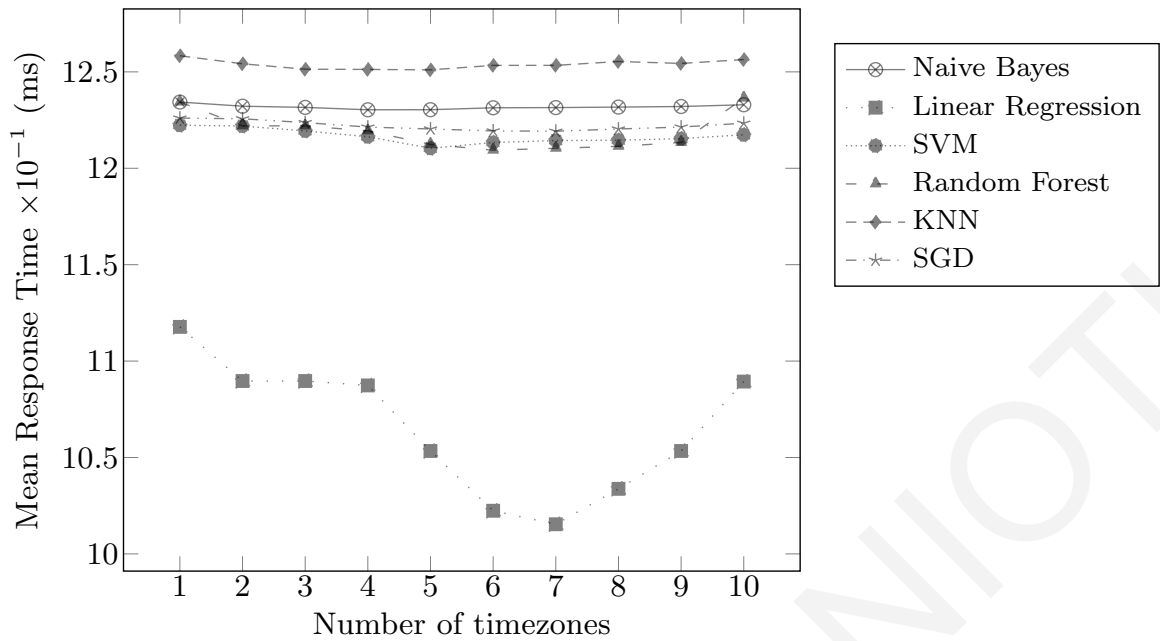 12.5
12
11.5
11
10.5
10
1 2 3 4 5 6 7 8 9 10
Number of timezones
Mean Response Time ×10⁻¹ (ms)
Naive Bayes
Linear Regression
SVM
Random Forest
KNN
SGD
NIOT